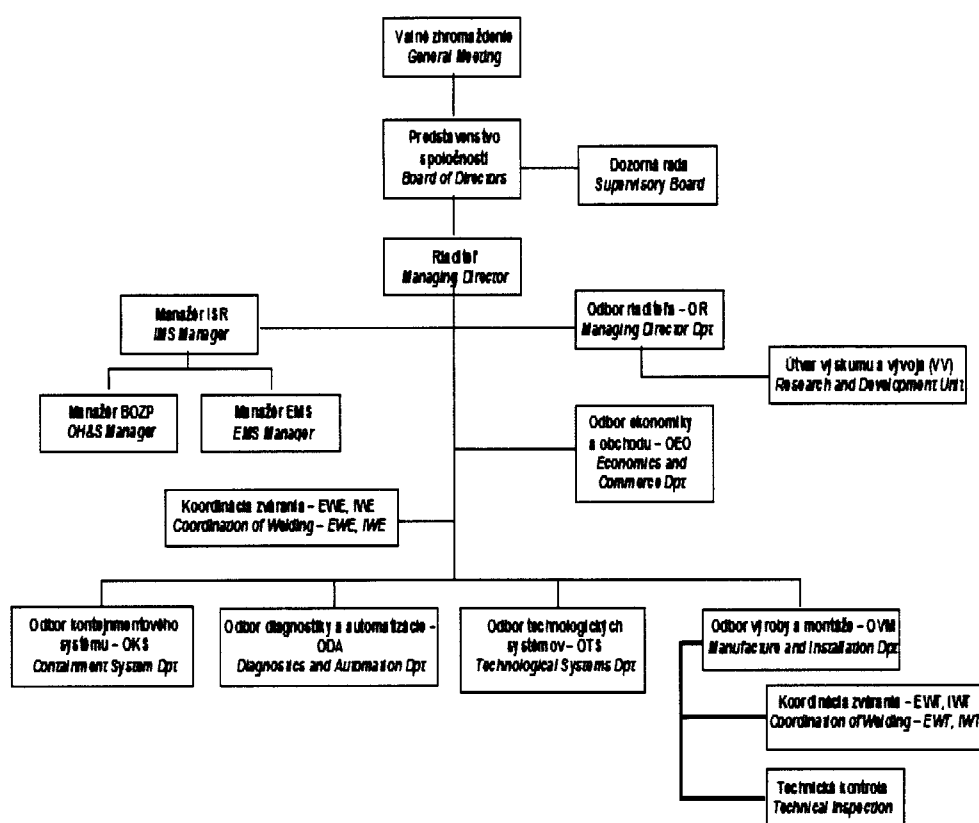 Valné zhromaždenie
General Meeting
Predstavenstvo
spoločnosti
Board of Directors
Dozorná rada
Supervisory Board
Riaditeľ
Managing Director
Manažér ISR
IMS Manager
Odbor riaditeľa – OR
Managing Director Dpt
Útvar výskumu a vývoja (VV)
Research and Development Unit
Manažér BOZP
OH&S Manager
Manažér EMS
EMS Manager
Odbor ekonomiky
a obchodu – OEO
Economics and
Commerce Dpt
Koordinácia zvárania – EWE, IWE
Coordination of Welding – EWE, IWE
Odbor kontejnmentového
systému – OKS
Containment System Dpt
Odbor diagnostiky a automatizácie –
ODA
Diagnostics and Automation Dpt
Odbor technologických
systémov – OTS
Technological Systems Dpt
Odbor výroby a montáže – OVM
Manufacture and Installation Dpt
Koordinácia zvárania – EWT, IWT
Coordination of Welding – EWT, IWT
Technická kontrola
Technical Inspection